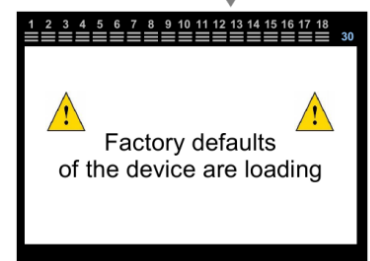 1 2 3 4 5 6 7 8 9 10 11 12 13 14 15 16 17 18
30
! !
Factory defaults
of the device are loading